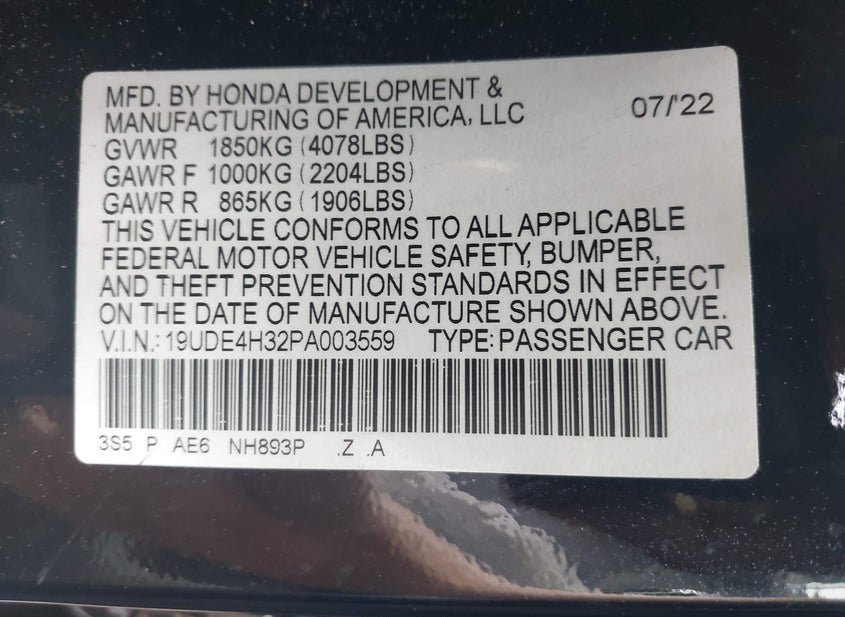 MFD. BY HONDA DEVELOPMENT &
MANUFACTURING OF AMERICA, LLC 07/'22
GVWR 1850KG (4078LBS)
GAWR F 1000KG (2204LBS)
GAWR R 865KG (1906LBS)
THIS VEHICLE CONFORMS TO ALL APPLICABLE
FEDERAL MOTOR VEHICLE SAFETY, BUMPER,
AND THEFT PREVENTION STANDARDS IN EFFECT
ON THE DATE OF MANUFACTURE SHOWN ABOVE.
V.I.N.: 19UDE4H32PA003559 TYPE: PASSENGER CAR
3S5 P AE6 NH893P .Z .A